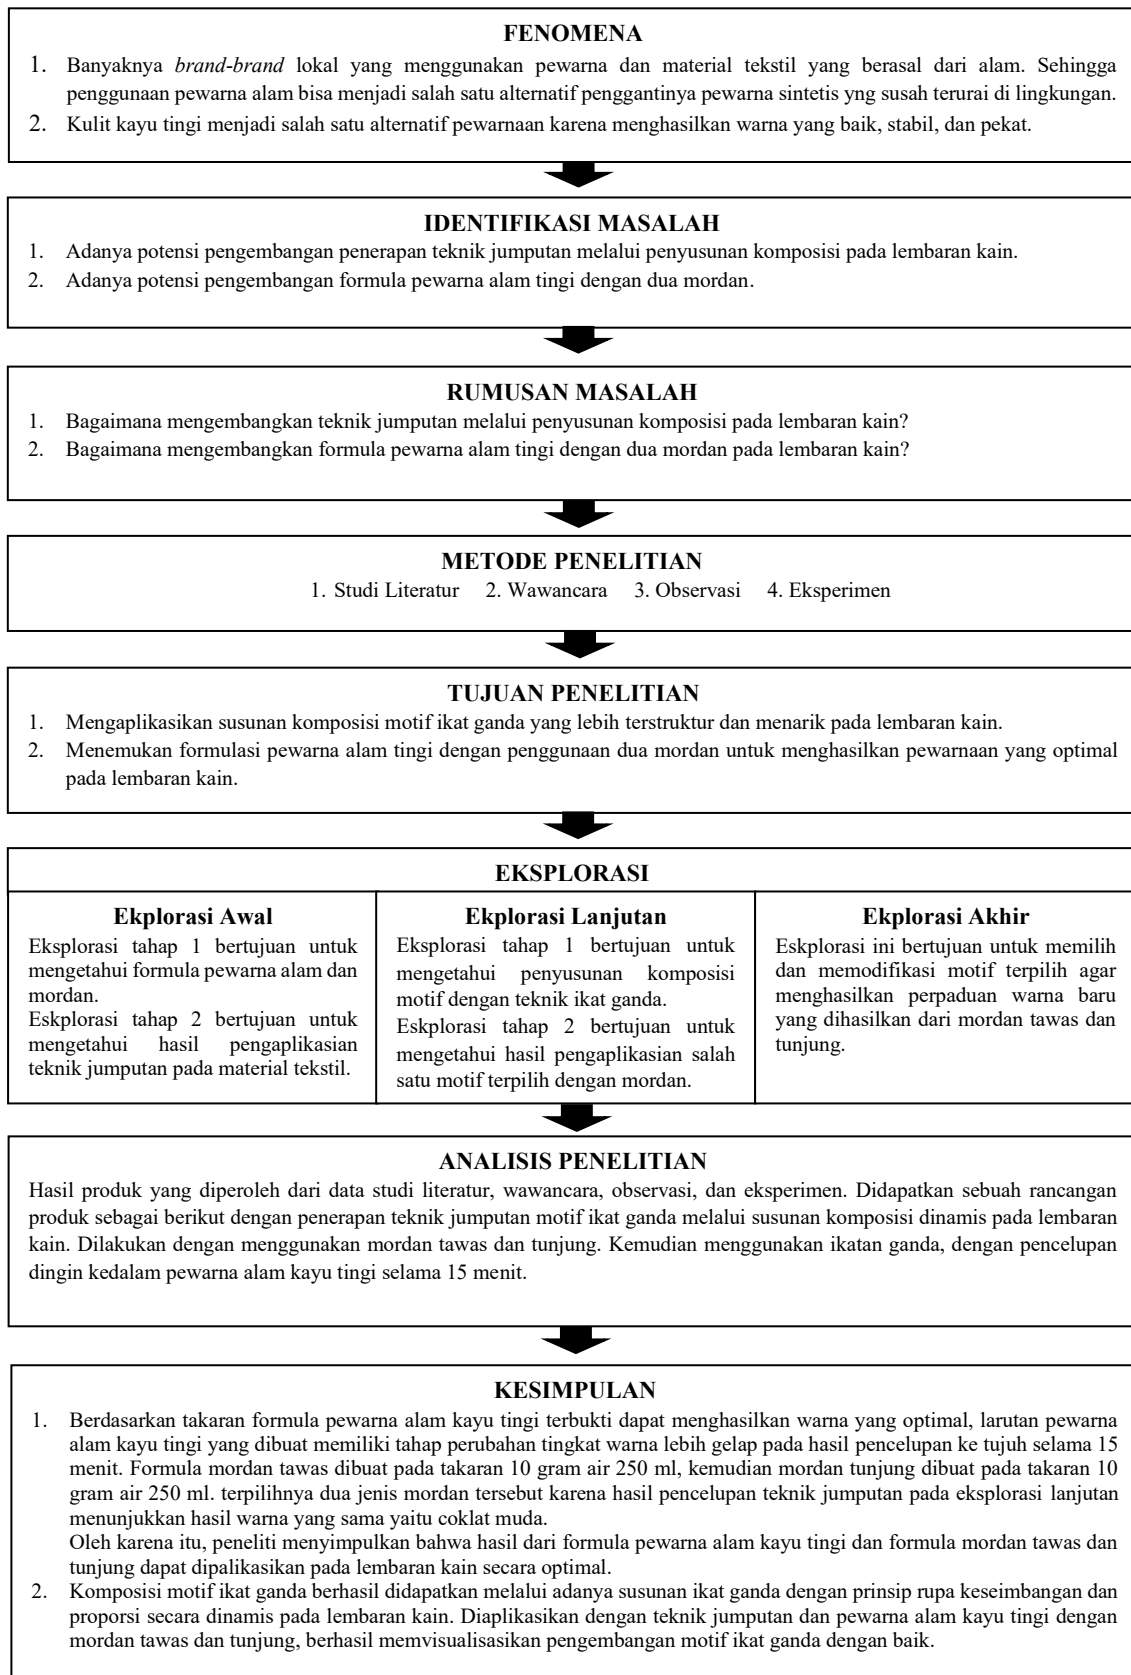 FENOMENA
1. Banyaknya brand-brand lokal yang menggunakan pewarna dan material tekstil yang berasal dari alam. Sehingga
penggunaan pewarna alam bisa menjadi salah satu alternatif penggantinya pewarna sintetis yng susah terurai di lingkungan.
2. Kulit kayu tingi menjadi salah satu alternatif pewarnaan karena menghasilkan warna yang baik, stabil, dan pekat.
IDENTIFIKASI MASALAH
1. Adanya potensi pengembangan penerapan teknik jumputan melalui penyusunan komposisi pada lembaran kain.
2. Adanya potensi pengembangan formula pewarna alam tingi dengan dua mordan.
RUMUSAN MASALAH
1. Bagaimana mengembangkan teknik jumputan melalui penyusunan komposisi pada lembaran kain?
2. Bagaimana mengembangkan formula pewarna alam tingi dengan dua mordan pada lembaran kain?
METODE PENELITIAN
1. Studi Literatur 2. Wawancara 3. Observasi 4. Eksperimen
TUJUAN PENELITIAN
1. Mengaplikasikan susunan komposisi motif ikat ganda yang lebih terstruktur dan menarik pada lembaran kain.
2. Menemukan formulasi pewarna alam tingi dengan penggunaan dua mordan untuk menghasilkan pewarnaan yang optimal
pada lembaran kain.
EKSPLORASI
Ekplorasi Awal
Eksplorasi tahap 1 bertujuan untuk
mengetahui formula pewarna alam dan
mordan.
Eskplorasi tahap 2 bertujuan untuk
mengetahui hasil pengaplikasian
teknik jumputan pada material tekstil.
Ekplorasi Lanjutan
Eksplorasi tahap 1 bertujuan untuk
mengetahui penyusunan komposisi
motif dengan teknik ikat ganda.
Eskplorasi tahap 2 bertujuan untuk
mengetahui hasil pengaplikasian salah
satu motif terpilih dengan mordan.
Ekplorasi Akhir
Eskplorasi ini bertujuan untuk memilih
dan memodifikasi motif terpilih agar
menghasilkan perpaduan warna baru
yang dihasilkan dari mordan tawas dan
tunjung.
ANALISIS PENELITIAN
Hasil produk yang diperoleh dari data studi literatur, wawancara, observasi, dan eksperimen. Didapatkan sebuah rancangan
produk sebagai berikut dengan penerapan teknik jumputan motif ikat ganda melalui susunan komposisi dinamis pada lembaran
kain. Dilakukan dengan menggunakan mordan tawas dan tunjung. Kemudian menggunakan ikatan ganda, dengan pencelupan
dingin kedalam pewarna alam kayu tingi selama 15 menit.
KESIMPULAN
1. Berdasarkan takaran formula pewarna alam kayu tingi terbukti dapat menghasilkan warna yang optimal, larutan pewarna
alam kayu tingi yang dibuat memiliki tahap perubahan tingkat warna lebih gelap pada hasil pencelupan ke tujuh selama 15
menit. Formula mordan tawas dibuat pada takaran 10 gram air 250 ml, kemudian mordan tunjung dibuat pada takaran 10
gram air 250 ml. terpilihnya dua jenis mordan tersebut karena hasil pencelupan teknik jumputan pada eksplorasi lanjutan
menunjukkan hasil warna yang sama yaitu coklat muda.
Oleh karena itu, peneliti menyimpulkan bahwa hasil dari formula pewarna alam kayu tingi dan formula mordan tawas dan
tunjung dapat dipalikasikan pada lembaran kain secara optimal.
2. Komposisi motif ikat ganda berhasil didapatkan melalui adanya susunan ikat ganda dengan prinsip rupa keseimbangan dan
proporsi secara dinamis pada lembaran kain. Diaplikasikan dengan teknik jumputan dan pewarna alam kayu tingi dengan
mordan tawas dan tunjung, berhasil memvisualisasikan pengembangan motif ikat ganda dengan baik.